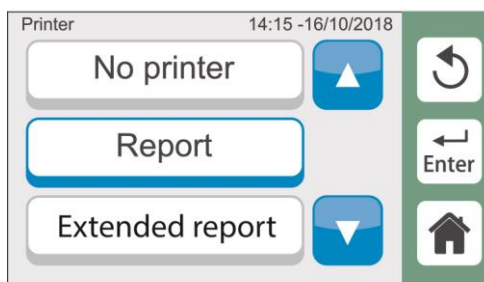 Printer 14:15 -16/10/2018
No printer
Report
Enter
Extended report